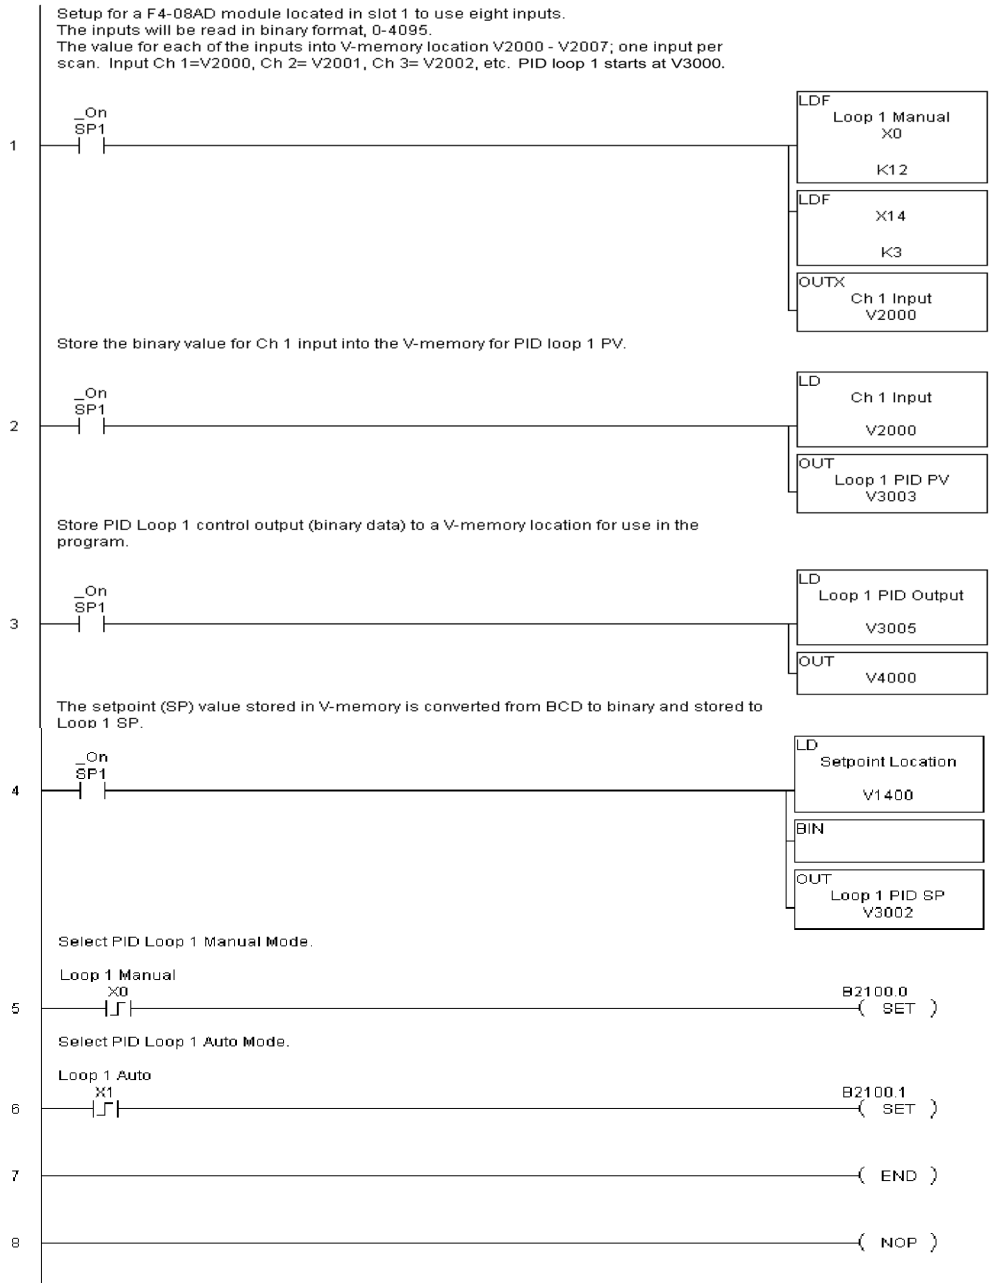 Setup for a F4-08AD module located in slot 1 to use eight inputs.
The inputs will be read in binary format, 0-4095.
The value for each of the inputs into V-memory location V2000 - V2007; one input per
scan.  Input Ch 1=V2000, Ch 2= V2001, Ch 3= V2002, etc. PID loop 1 starts at V3000.
_On
SP1
1
LDF
Loop 1 Manual
X0
K12
LDF
X14
K3
OUTX
Ch 1 Input
V2000
Store the binary value for Ch 1 input into the V-memory for PID loop 1 PV.
_On
SP1
2
LD
Ch 1 Input
V2000
OUT
Loop 1 PID PV
V3003
Store PID Loop 1 control output (binary data) to a V-memory location for use in the
program.
_On
SP1
3
LD
Loop 1 PID Output
V3005
OUT
V4000
The setpoint (SP) value stored in V-memory is converted from BCD to binary and stored to
Loop 1 SP.
_On
SP1
4
LD
Setpoint Location
V1400
BIN
OUT
Loop 1 PID SP
V3002
Select PID Loop 1 Manual Mode.
Loop 1 Manual
X0
5
B2100.0
( SET )
Select PID Loop 1 Auto Mode.
Loop 1 Auto
X1
6
B2100.1
( SET )
7
( END )
8
( NOP )